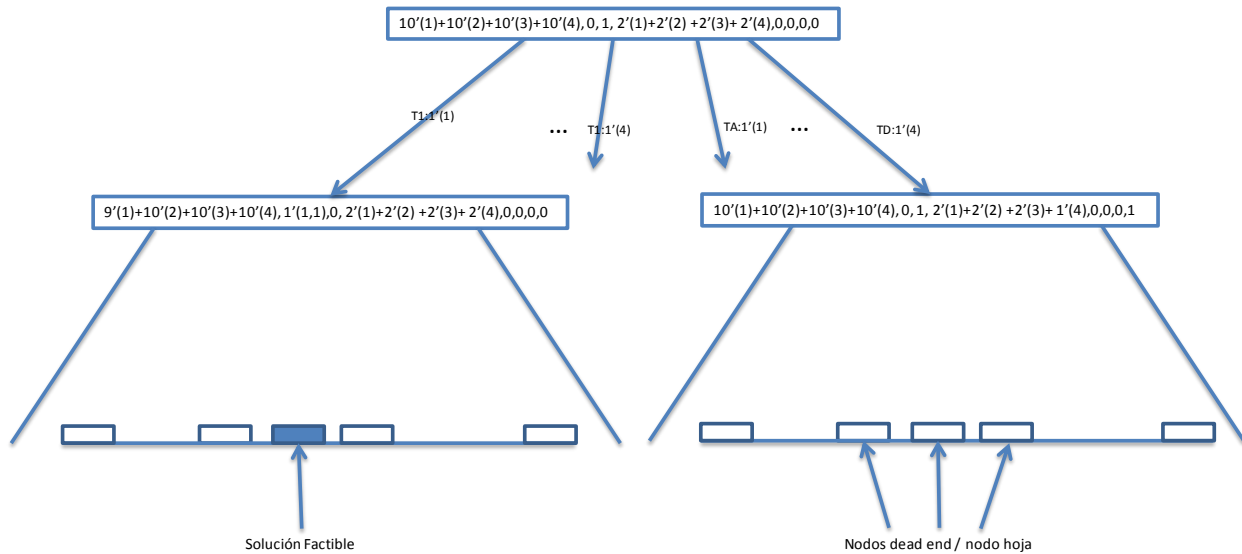 10’(1)+10’(2)+10’(3)+10’(4), 0, 1, 2’(1)+2’(2) +2’(3)+ 2’(4),0,0,0,0
T1:1’(1)
...
T1:1’(4)
TA:1’(1)
...
TD:1’(4)
9’(1)+10’(2)+10’(3)+10’(4), 1’(1,1),0, 2’(1)+2’(2) +2’(3)+ 2’(4),0,0,0,0
10’(1)+10’(2)+10’(3)+10’(4), 0, 1, 2’(1)+2’(2) +2’(3)+ 1’(4),0,0,0,1
Solución Factible
Nodos dead end / nodo hoja